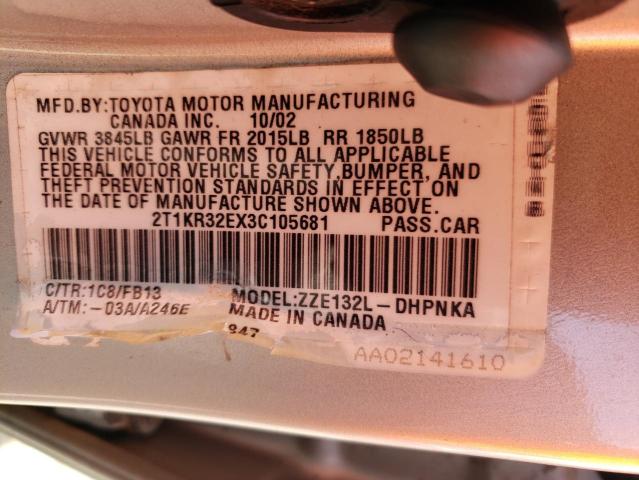 MFD.BY:TOYOTA MOTOR MANUFACTURING
CANADA INC. 10/02
GVWR 3845LB GAWR FR 2015LB RR 1850LB
THIS VEHICLE CONFORMS TO ALL APPLICABLE
FEDERAL MOTOR VEHICLE SAFETY,BUMPER, AND
THEFT PREVENTION STANDARDS IN EFFECT ON
THE DATE OF MANUFACTURE SHOWN ABOVE.
2T1KR32EX3C105681 PASS.CAR
C/TR:1C8/FB13 MODEL:ZZE132L-DHPNKA
A/TM:-03A/A246E MADE IN CANADA
947
AA02141610